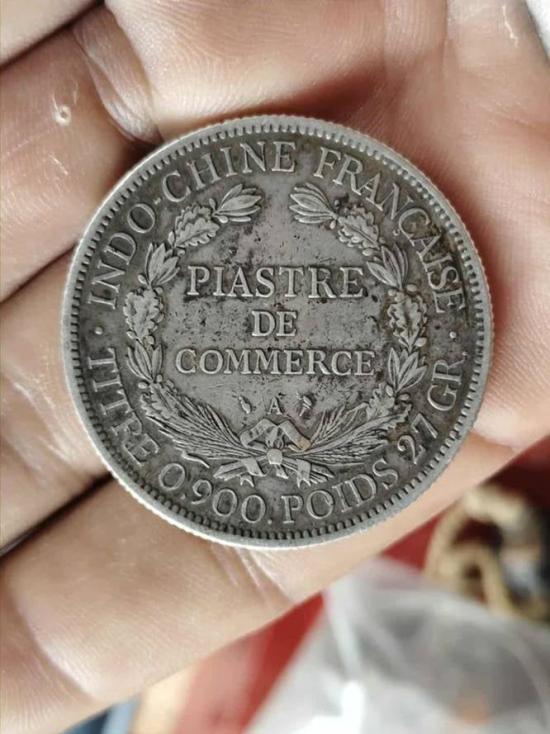 INDO-CHINE FRANÇAISE
PIASTRE
DE
COMMERCE
A
TITRE 0,900. POIDS 27 GR.